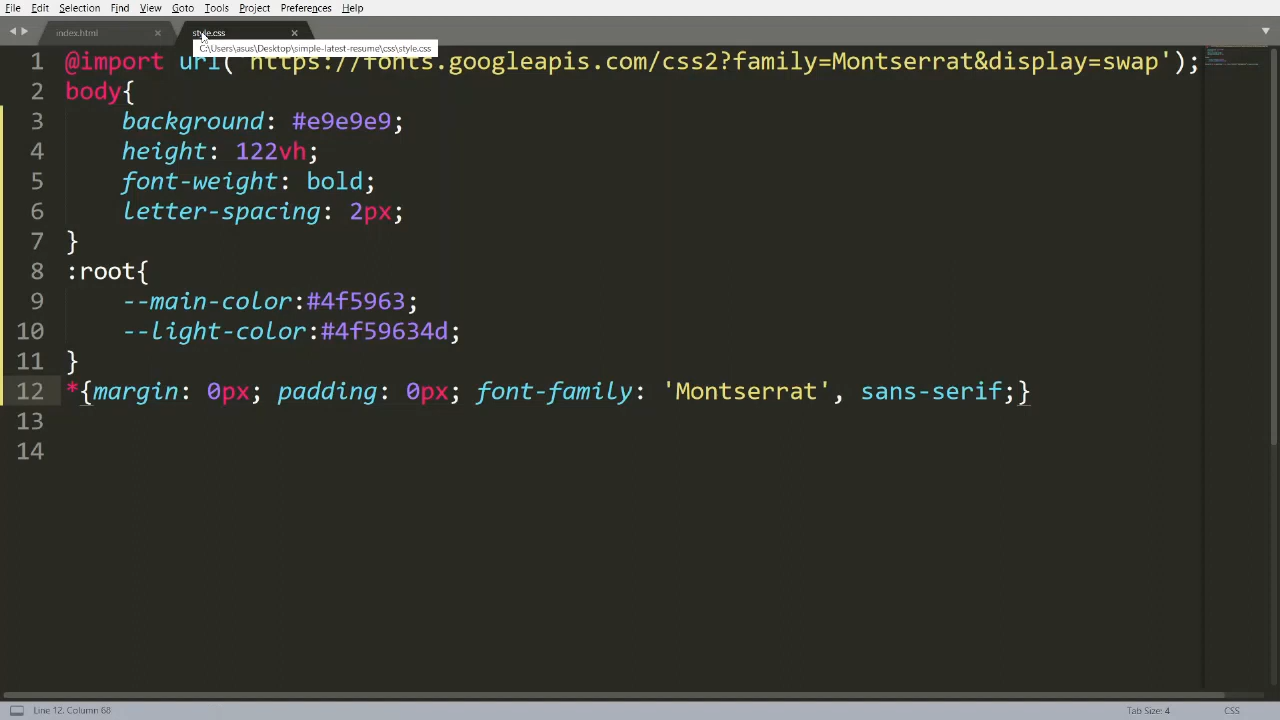 File Edit Selection Find View Goto Tools Project Preferences Help
index.html style.css
C:\Users\asus\Desktop\simple-latest-resume\css\style.css
1 @import url('https://fonts.googleapis.com/css2?family=Montserrat&display=swap');
2 body{
3 background: #e9e9e9;
4 height: 122vh;
5 font-weight: bold;
6 letter-spacing: 2px;
7 }
8 :root{
9 --main-color:#4f5963;
10 --light-color:#4f59634d;
11 }
12 *{margin: 0px; padding: 0px; font-family: 'Montserrat', sans-serif;}
13
14
Line 12, Column 68 Tab Size: 4 CSS